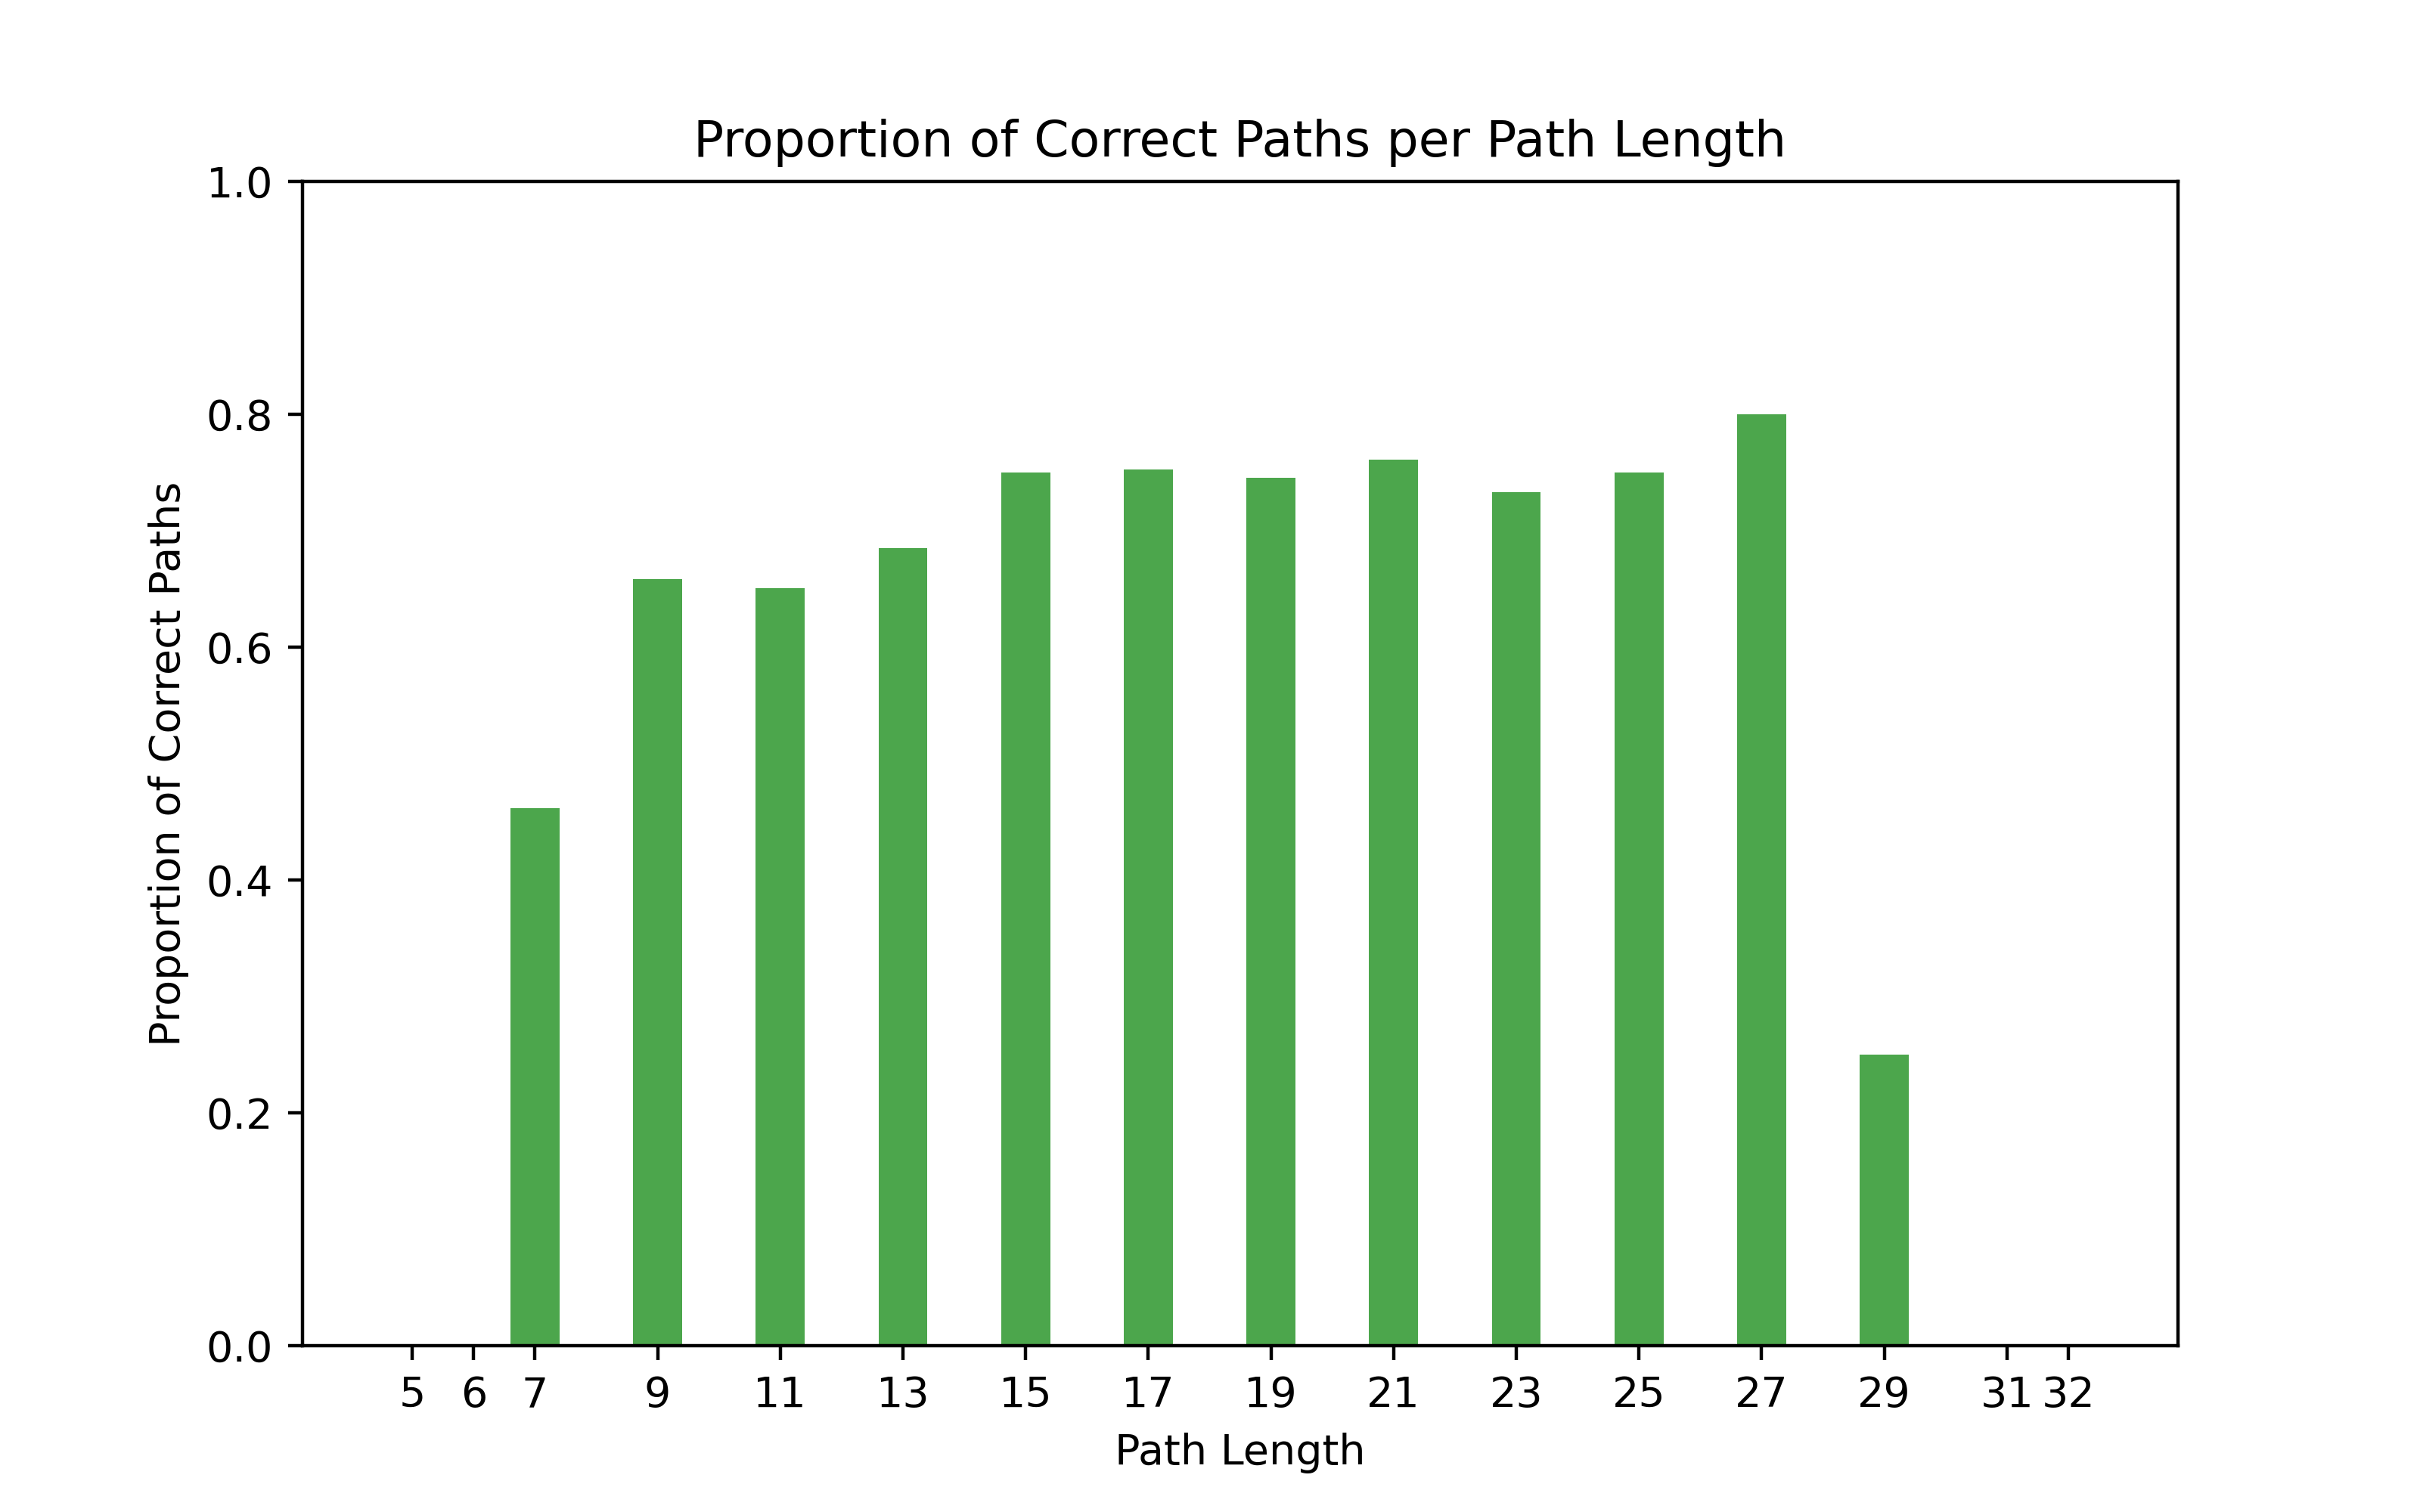 Proportion of Correct Paths per Path Length
1.0
0.8
0.6
0.4
0.2
0.0
Proportion of Correct Paths
5 6 7 9 11 13 15 17 19 21 23 25 27 29 31 32
Path Length